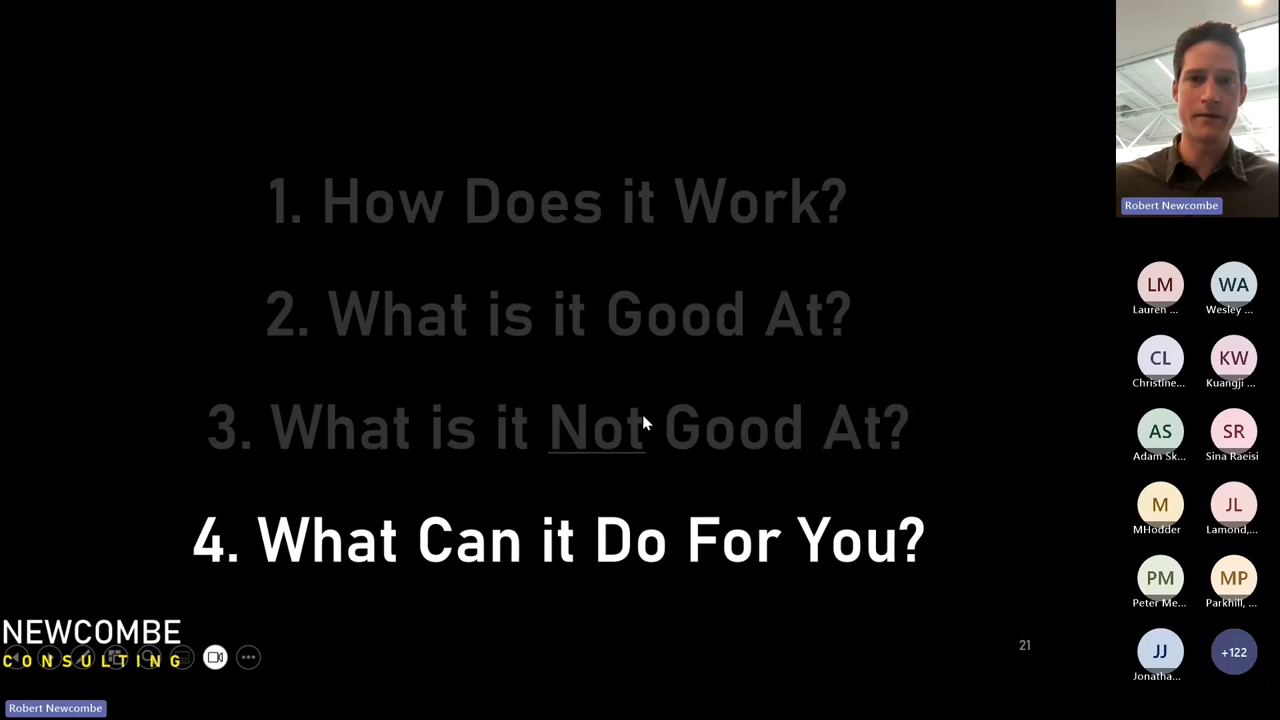 1. How Does it Work?
2. What is it Good At?
3. What is it Not Good At?
4. What Can it Do For You?
NEWCOMBE
CONSULTING
21
Robert Newcombe
Robert Newcombe
LM
Lauren ...
WA
Wesley ...
CL
Christine...
KW
Kuangji ...
AS
Adam Sk...
SR
Sina Raeisi
M
MHodder
JL
Lamond,...
PM
Peter Me...
MP
Parkhill, ...
JJ
Jonatha...
+122